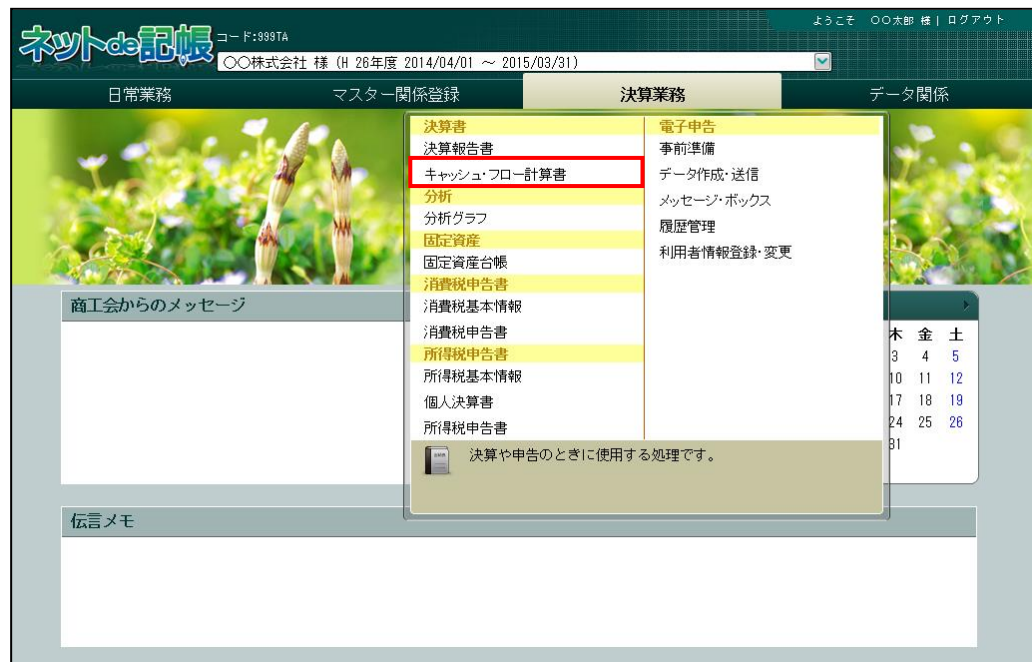 ようこそ 〇〇太郎 様 | ログアウト
ネットde記帳 コード:999TA
〇〇株式会社 様 (H 26年度 2014/04/01 ～ 2015/03/31)
日常業務 マスター関係登録 決算業務 データ関係
決算書
決算報告書
キャッシュ・フロー計算書
分析
分析グラフ
固定資産
固定資産台帳
消費税申告書
消費税基本情報
消費税申告書
所得税申告書
所得税基本情報
個人決算書
所得税申告書
電子申告
事前準備
データ作成・送信
メッセージ・ボックス
履歴管理
利用者情報登録・変更
決算や申告のときに使用する処理です。
商工会からのメッセージ
木 金 土
3 4 5
10 11 12
17 18 19
24 25 26
31
伝言メモ